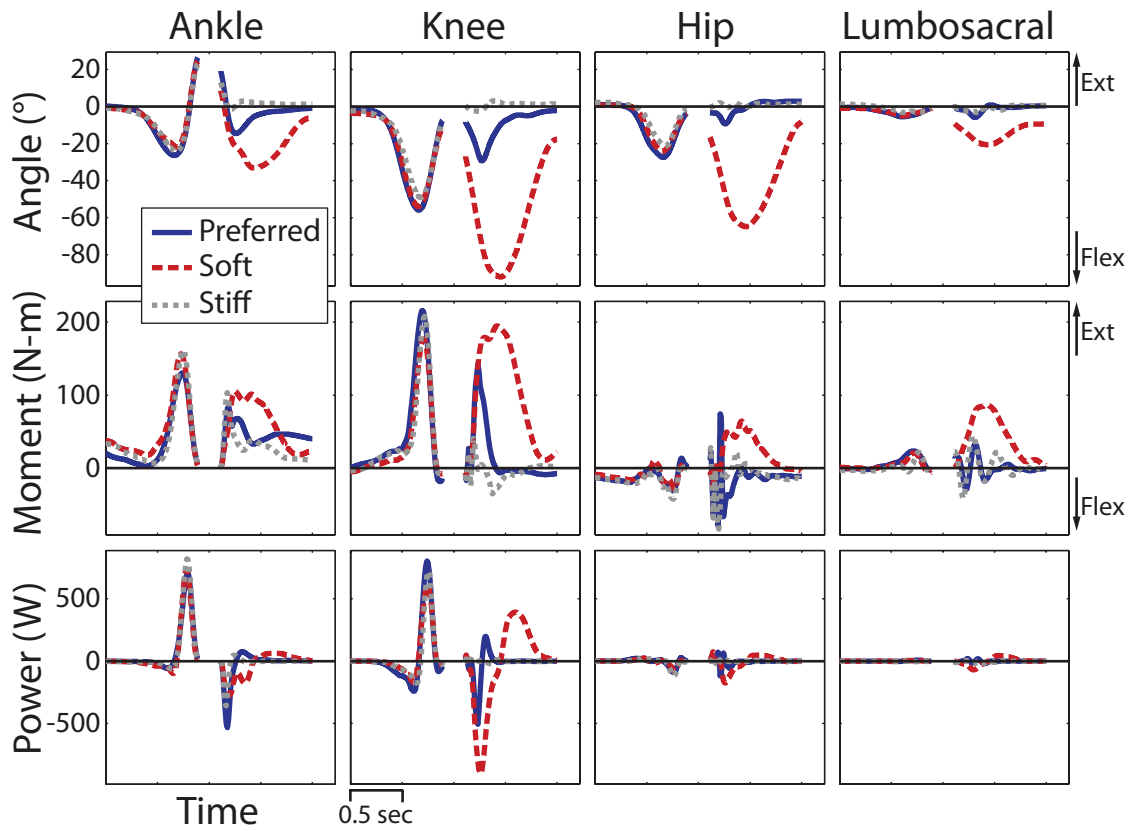 Ankle Knee Hip Lumbosacral
Angle (°)
20
0
-20
-40
-60
-80
Ext
Flex
Preferred
Soft
Stiff
Moment (N-m)
200
100
0
Ext
Flex
Power (W)
500
0
-500
Time
0.5 sec